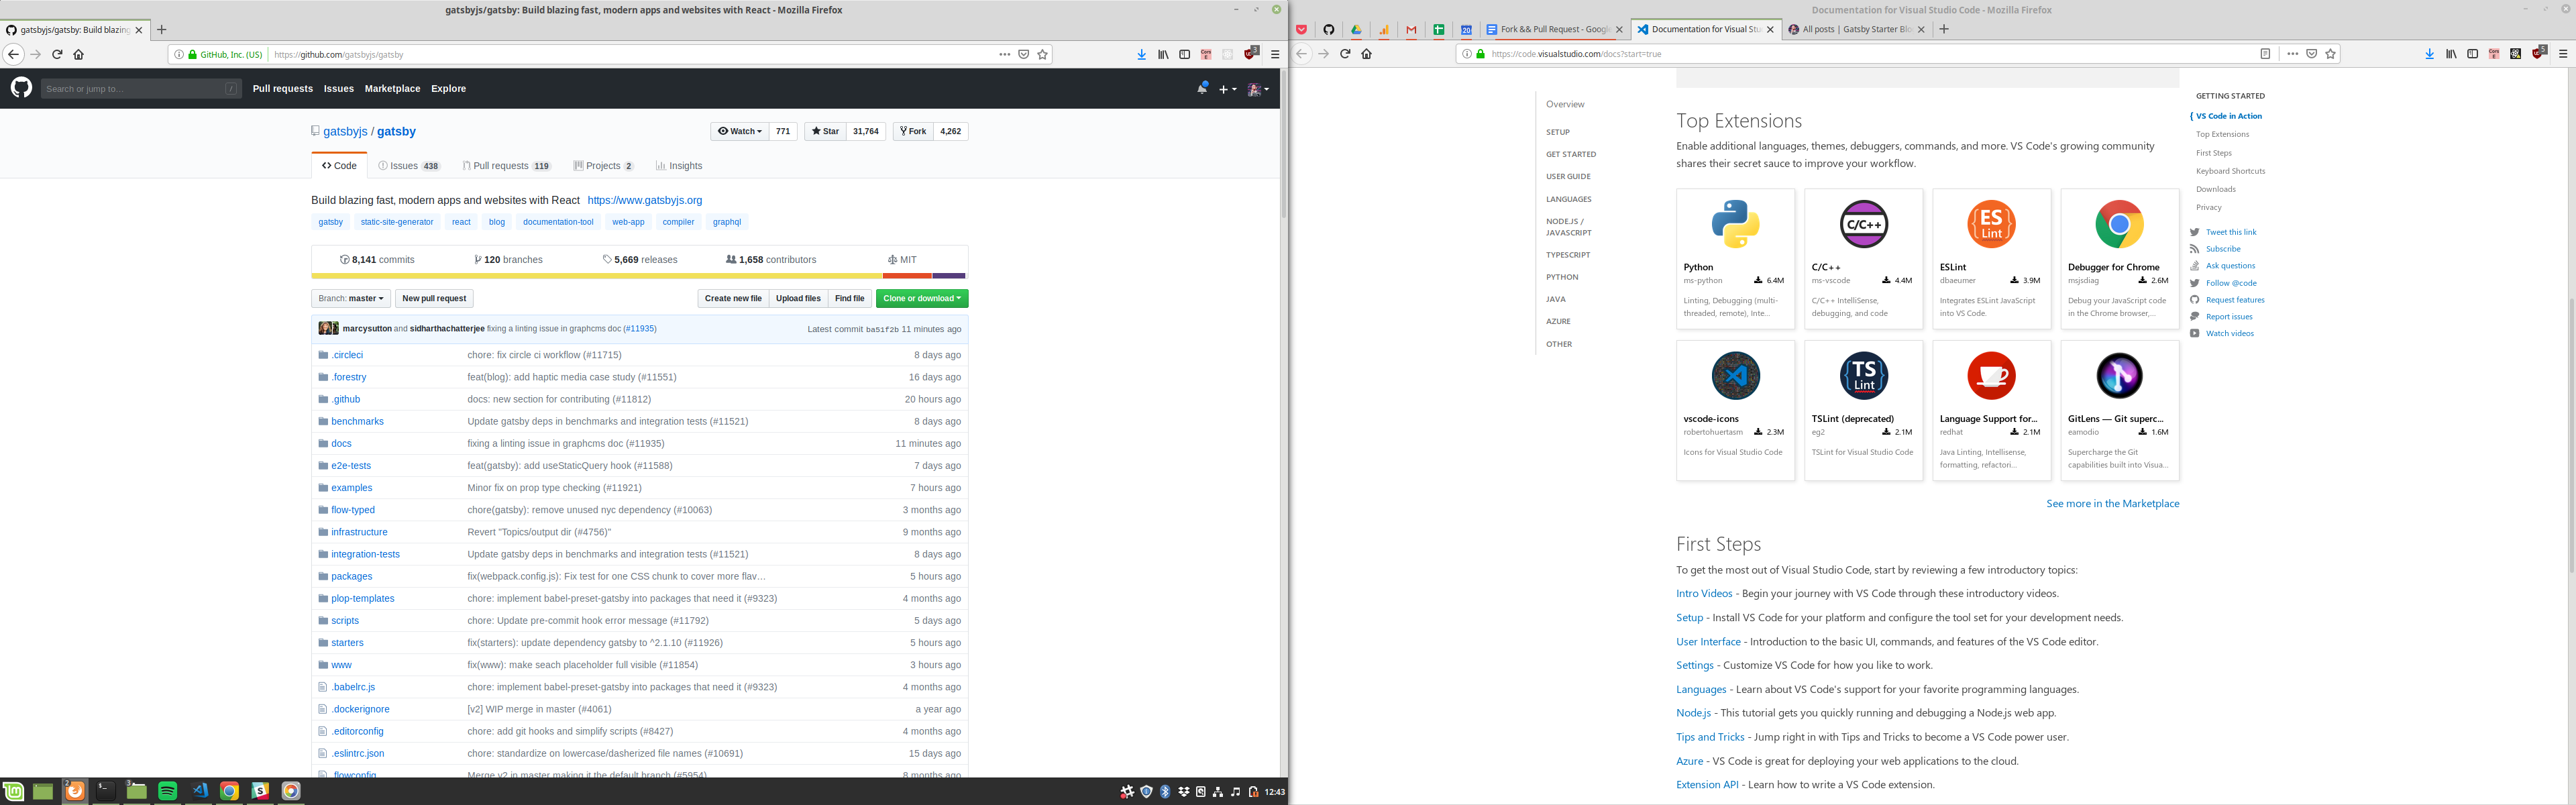 gatsbyjs/gatsby: Build blazing fast, modern apps and websites with React - Mozilla Firefox
gatsbyjs/gatsby: Build blazing
GitHub, Inc. (US) https://github.com/gatsbyjs/gatsby
3
Search or jump to… /
Pull requests Issues Marketplace Explore
gatsbyjs / gatsby
Watch 771 Star 31,764 Fork 4,262
Code Issues 438 Pull requests 119 Projects 2 Insights
Build blazing fast, modern apps and websites with React https://www.gatsbyjs.org
gatsby static-site-generator react blog documentation-tool web-app compiler graphql
8,141 commits 120 branches 5,669 releases 1,658 contributors MIT
Branch: master New pull request Create new file Upload files Find file Clone or download
marcysutton and sidharthachatterjee fixing a linting issue in graphcms doc (#11935) Latest commit ba51f2b 11 minutes ago
.circleci chore: fix circle ci workflow (#11715) 8 days ago
.forestry feat(blog): add haptic media case study (#11551) 16 days ago
.github docs: new section for contributing (#11812) 20 hours ago
benchmarks Update gatsby deps in benchmarks and integration tests (#11521) 8 days ago
docs fixing a linting issue in graphcms doc (#11935) 11 minutes ago
e2e-tests feat(gatsby): add useStaticQuery hook (#11588) 7 days ago
examples Minor fix on prop type checking (#11921) 7 hours ago
flow-typed chore(gatsby): remove unused nyc dependency (#10063) 3 months ago
infrastructure Revert "Topics/output dir (#4756)" 9 months ago
integration-tests Update gatsby deps in benchmarks and integration tests (#11521) 8 days ago
packages fix(webpack.config.js): Fix test for one CSS chunk to cover more flav… 5 hours ago
plop-templates chore: implement babel-preset-gatsby into packages that need it (#9323) 4 months ago
scripts chore: Update pre-commit hook error message (#11792) 5 days ago
starters fix(starters): update dependency gatsby to ^2.1.10 (#11926) 5 hours ago
www fix(www): make seach placeholder full visible (#11854) 3 hours ago
.babelrc.js chore: implement babel-preset-gatsby into packages that need it (#9323) 4 months ago
.dockerignore [v2] WIP merge in master (#4061) a year ago
.editorconfig chore: add git hooks and simplify scripts (#8427) 4 months ago
.eslintrc.json chore: standardize on lowercase/dasherized file names (#10691) 15 days ago
.flowconfig Merge v2 in master making it the default branch (#5954) 8 months ago
2 3 12:43
Documentation for Visual Studio Code - Mozilla Firefox
20 Fork && Pull Request - Google Documentation for Visual Stu All posts | Gatsby Starter Blo
https://code.visualstudio.com/docs?start=true
5
Overview
SETUP
GET STARTED
USER GUIDE
LANGUAGES
NODE.JS /
JAVASCRIPT
TYPESCRIPT
PYTHON
JAVA
AZURE
OTHER
Top Extensions
Enable additional languages, themes, debuggers, commands, and more. VS Code's growing community
shares their secret sauce to improve your workflow.
C/C++ ES Lint
Python C/C++ ESLint Debugger for Chrome
ms-python 6.4M ms-vscode 4.4M dbaeumer 3.9M msjsdiag 2.6M
Linting, Debugging (multi- C/C++ IntelliSense, Integrates ESLint JavaScript Debug your JavaScript code
threaded, remote), Inte... debugging, and code into VS Code. in the Chrome browser,...
TS Lint
vscode-icons TSLint (deprecated) Language Support for... GitLens — Git superc...
robertohuertasm 2.3M eg2 2.1M redhat 2.1M eamodio 1.6M
Icons for Visual Studio Code TSLint for Visual Studio Code Java Linting, Intellisense, Supercharge the Git
formatting, refactori... capabilities built into Visua...
See more in the Marketplace
First Steps
To get the most out of Visual Studio Code, start by reviewing a few introductory topics:
Intro Videos - Begin your journey with VS Code through these introductory videos.
Setup - Install VS Code for your platform and configure the tool set for your development needs.
User Interface - Introduction to the basic UI, commands, and features of the VS Code editor.
Settings - Customize VS Code for how you like to work.
Languages - Learn about VS Code's support for your favorite programming languages.
Node.js - This tutorial gets you quickly running and debugging a Node.js web app.
Tips and Tricks - Jump right in with Tips and Tricks to become a VS Code power user.
Azure - VS Code is great for deploying your web applications to the cloud.
Extension API - Learn how to write a VS Code extension.
GETTING STARTED
VS Code in Action
Top Extensions
First Steps
Keyboard Shortcuts
Downloads
Privacy
Tweet this link
Subscribe
Ask questions
Follow @code
Request features
Report issues
Watch videos